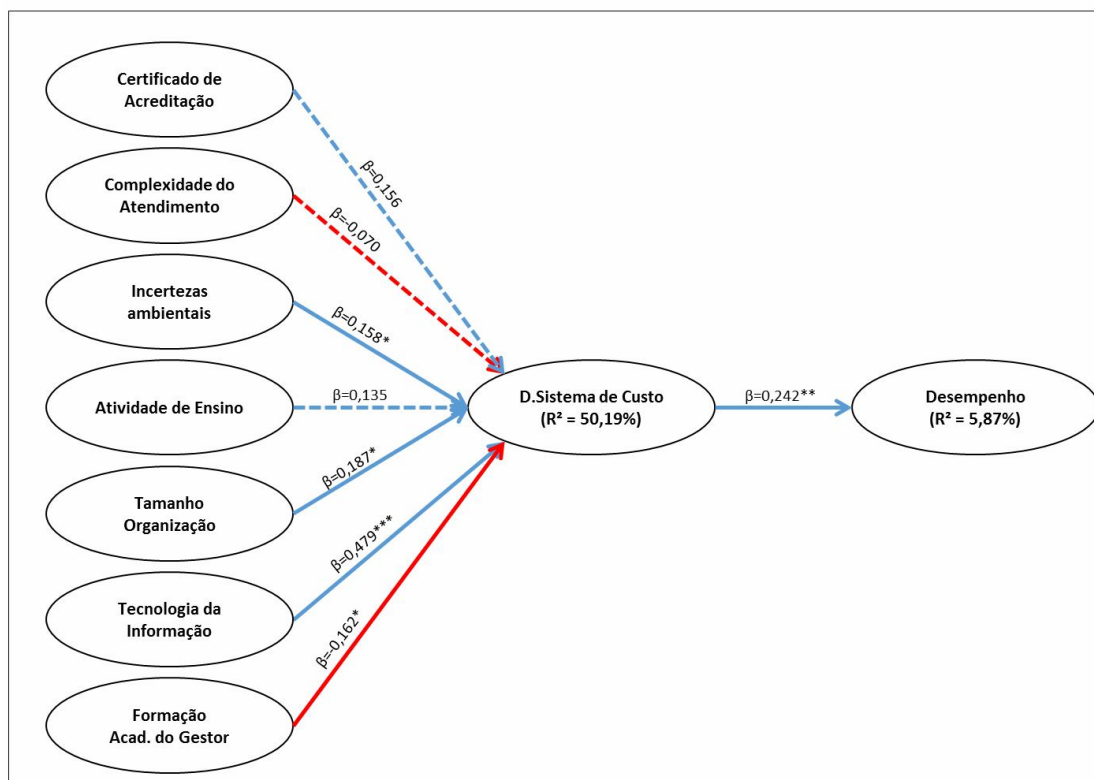 Certificado de
Acreditação
β=0,156
Complexidade do
Atendimento
β=-0,070
Incertezas
ambientais
β=0,158*
Atividade de Ensino
β=0,135
D.Sistema de Custo
(R² = 50,19%)
β=0,242**
Desempenho
(R² = 5,87%)
Tamanho
Organização
β=0,187*
Tecnologia da
Informação
β=0,479***
Formação
Acad. do Gestor
β=-0,162*